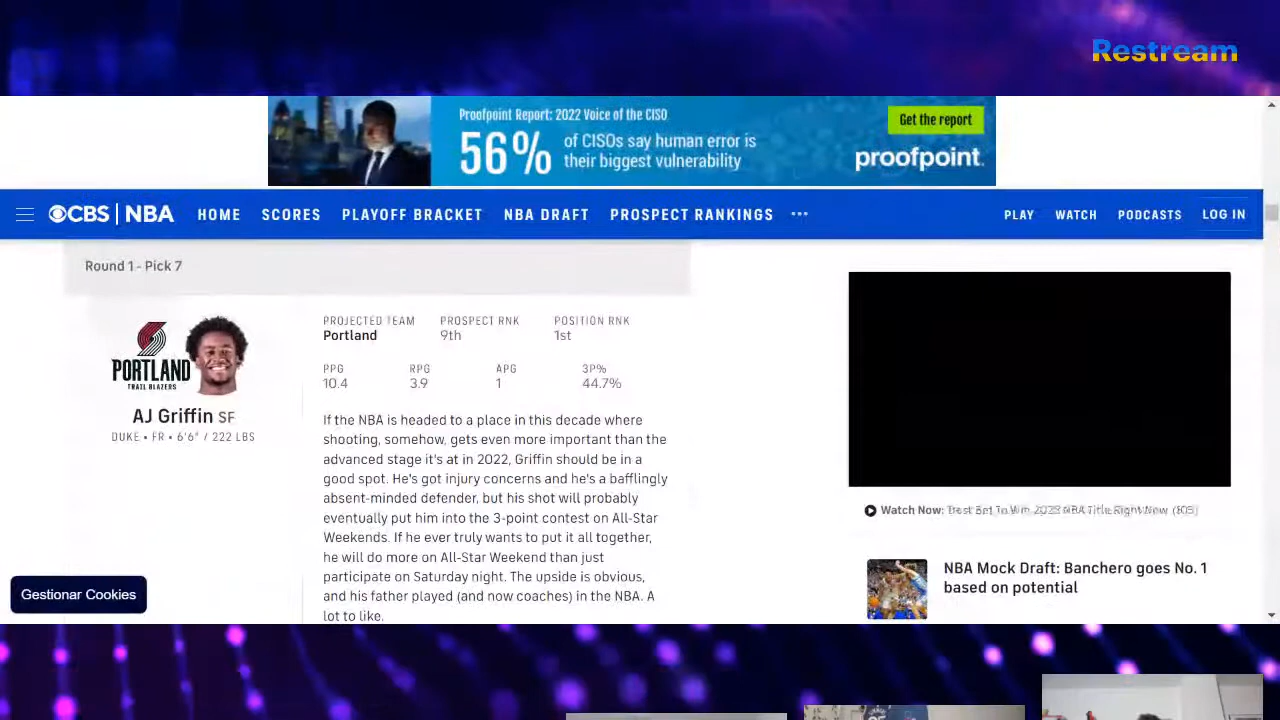 Restream
Proofpoint Report: 2022 Voice of the CISO
56%
of CISOs say human error is
their biggest vulnerability
Get the report
proofpoint.
CBS | NBA
HOME
SCORES
PLAYOFF BRACKET
NBA DRAFT
PROSPECT RANKINGS
•••
PLAY
WATCH
PODCASTS
LOG IN
Round 1 - Pick 7
PORTLAND
TRAIL BLAZERS
AJ Griffin SF
DUKE • FR • 6'6" / 222 LBS
PROJECTED TEAM
Portland
PROSPECT RNK
9th
POSITION RNK
1st
PPG
10.4
RPG
3.9
APG
1
3P%
44.7%
If the NBA is headed to a place in this decade where
shooting, somehow, gets even more important than the
advanced stage it's at in 2022, Griffin should be in a
good spot. He's got injury concerns and he's a bafflingly
absent-minded defender, but his shot will probably
eventually put him into the 3-point contest on All-Star
Weekends. If he ever truly wants to put it all together,
he will do more on All-Star Weekend than just
participate on Saturday night. The upside is obvious,
and his father played (and now coaches) in the NBA. A
lot to like.
Watch Now:
NBA Mock Draft: Banchero goes No. 1
based on potential
Gestionar Cookies